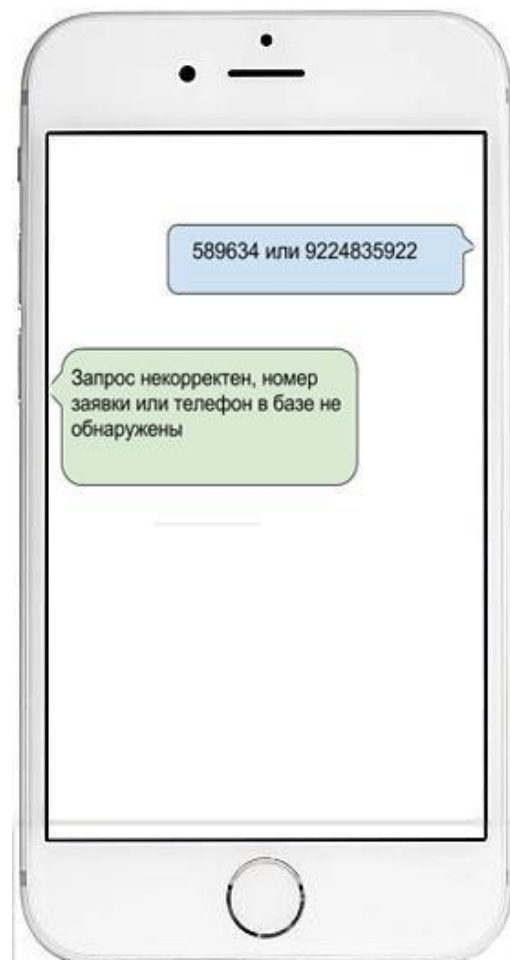 589634 или 9224835922
Запрос некорректен, номер
заявки или телефон в базе не
обнаружены